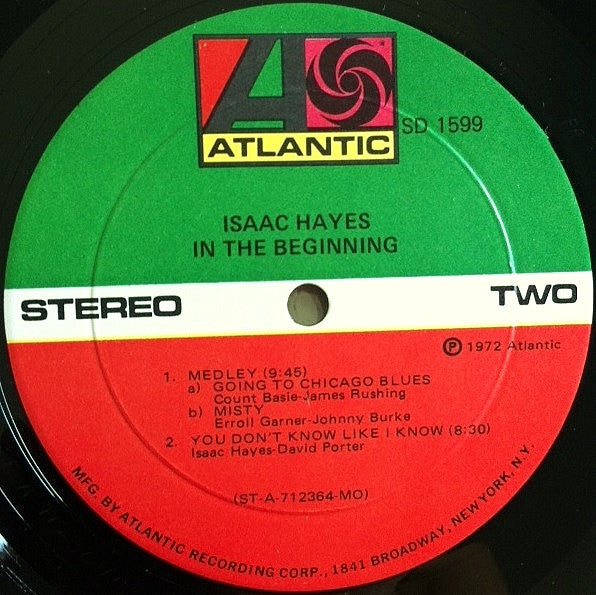 ATLANTIC
SD 1599
ISAAC HAYES
IN THE BEGINNING
STEREO
TWO
Ⓟ 1972 Atlantic
1. MEDLEY (9:45)
a) GOING TO CHICAGO BLUES
Count Basie-James Rushing
b) MISTY
Erroll Garner-Johnny Burke
2. YOU DON'T KNOW LIKE I KNOW (8:30)
Isaac Hayes-David Porter
(ST-A-712364-MO)
MFG. BY ATLANTIC RECORDING CORP., 1841 BROADWAY, NEW YORK, N.Y.